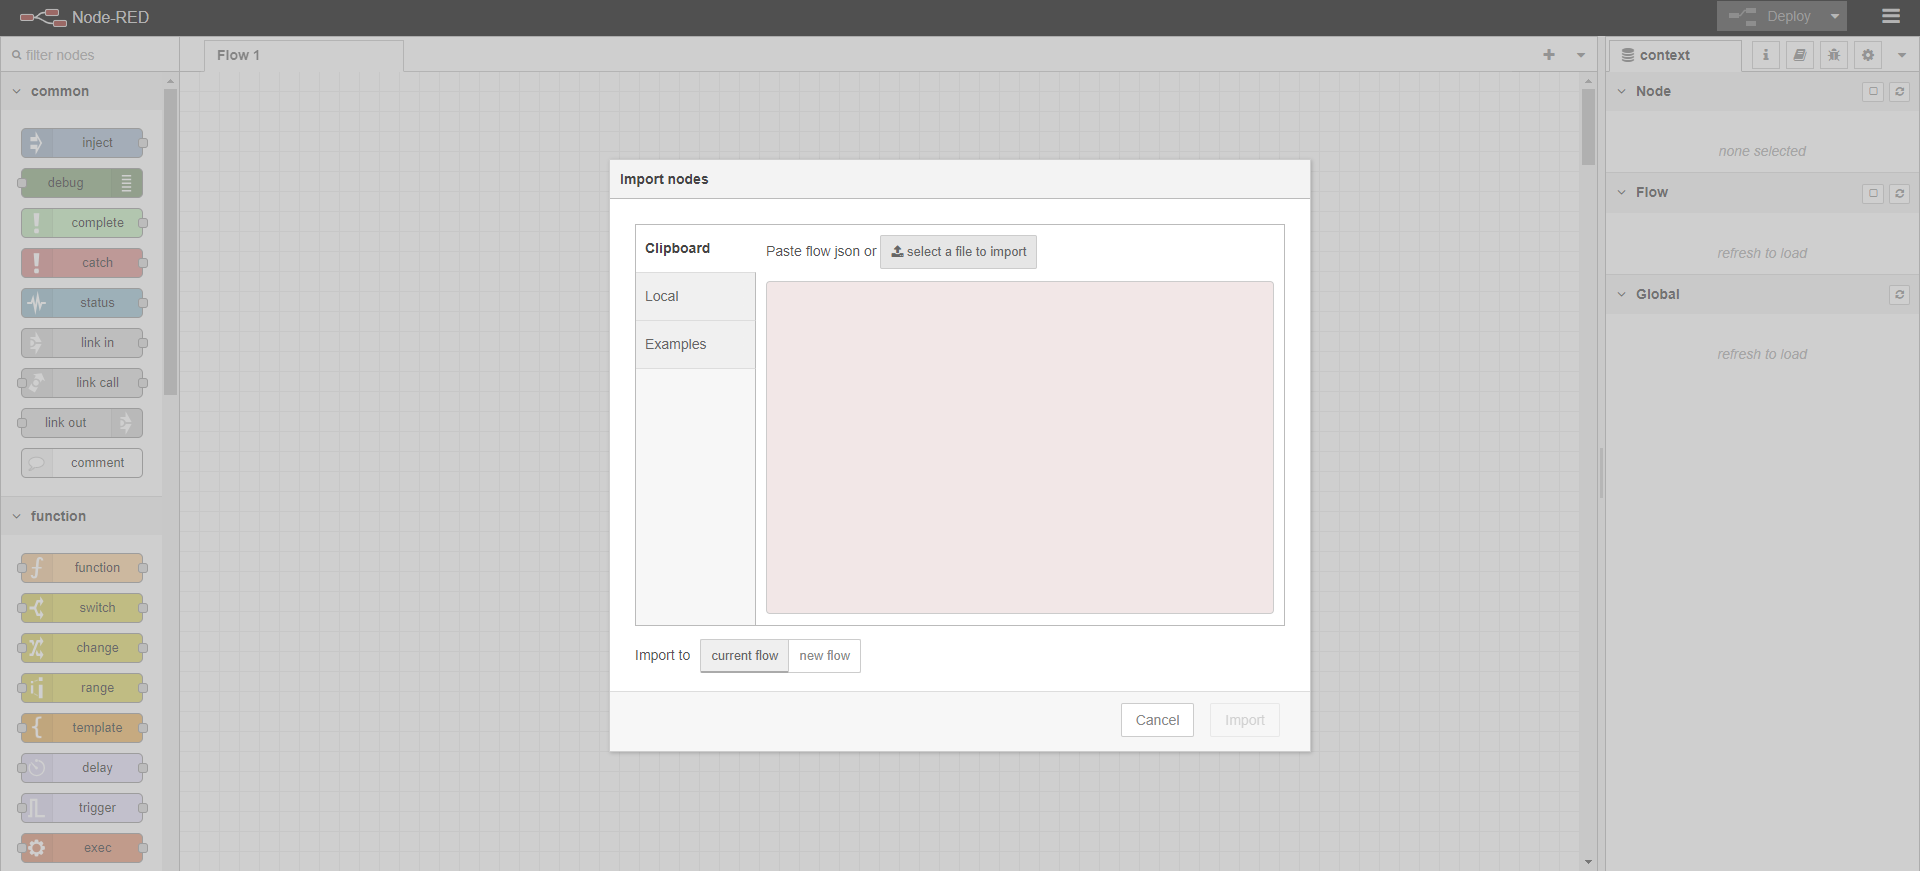 Node-RED
Deploy
filter nodes
Flow 1
context
common
inject
debug
complete
catch
status
link in
link call
link out
comment
function
function
switch
change
range
template
delay
trigger
exec
Import nodes
Clipboard
Local
Examples
Paste flow json or select a file to import
Import to current flow new flow
Cancel Import
Node
none selected
Flow
refresh to load
Global
refresh to load